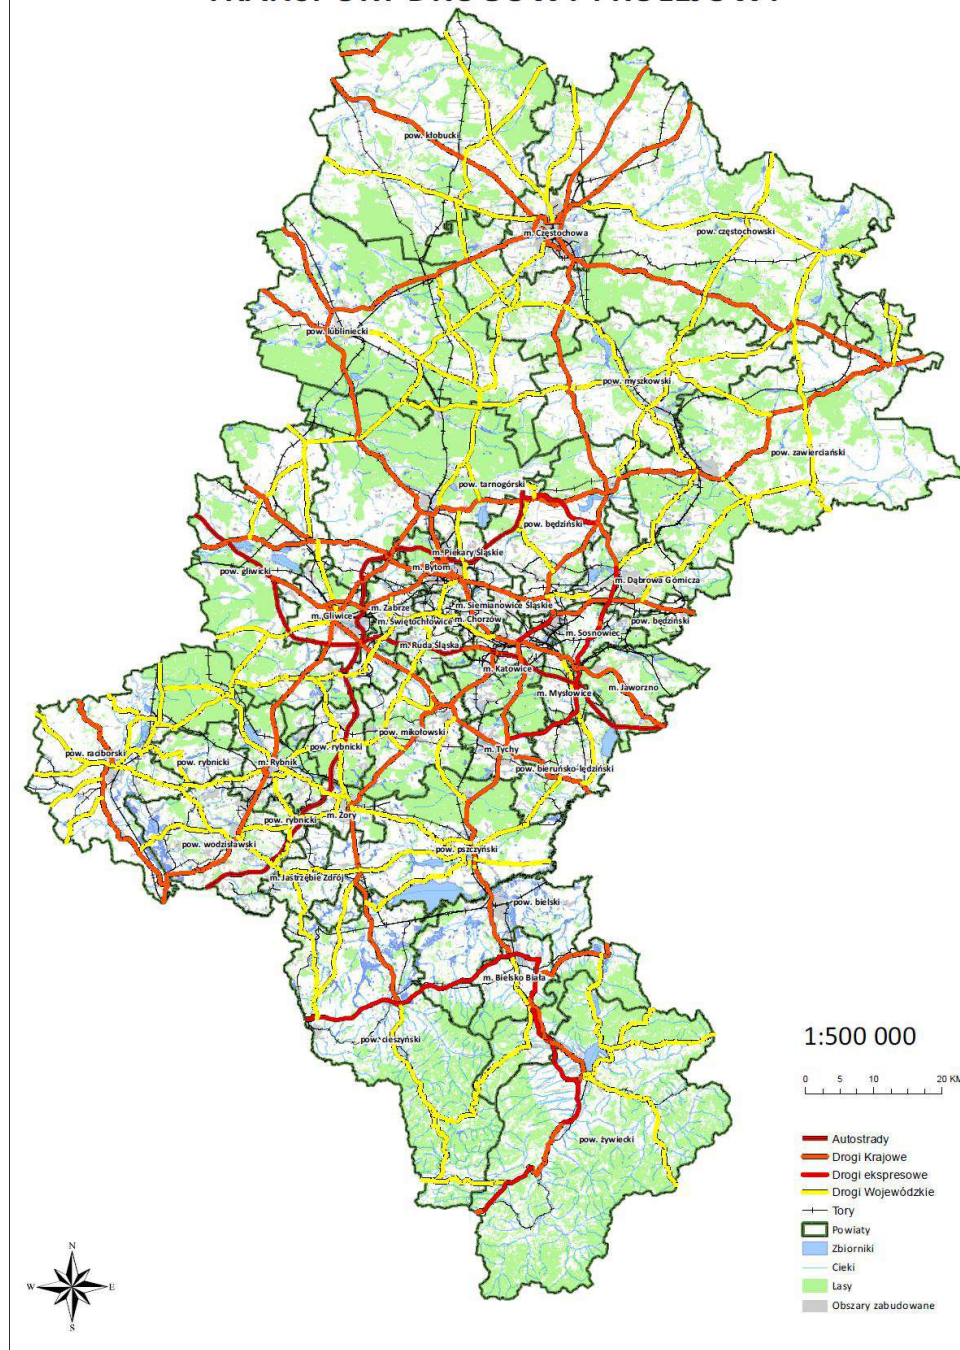 TRANSPORT DROGOWY I KOLEJOWY
pow. kłobucki
m. Częstochowa
pow. częstochowski
pow. lubliniecki
pow. myszkowski
pow. zawierciański
pow. tarnogórski
pow. będziński
m. Piekary Śląskie
m. Bytom
pow. gliwicki
m. Dąbrowa Górnicza
m. Zabrze
m. Siemianowice Śląskie
m. Gliwice
m. Świętochłowice
m. Chorzów
pow. będziński
m. Sosnowiec
m. Ruda Śląska
m. Katowice
m. Jaworzno
m. Mysłowice
pow. mikołowski
pow. rybnicki
m. Tychy
pow. raciborski
pow. rybnicki
m. Rybnik
pow. bieruńsko-lędziński
m. Żory
pow. rybnicki
pow. wodzisławski
pow. pszczyński
m. Jastrzębie Zdrój
pow. bielski
m. Bielsko Biała
pow. cieszyński
pow. żywiecki
1:500 000
0 5 10 20 KM
Autostrady
Drogi Krajowe
Drogi ekspresowe
Drogi Wojewódzkie
Tory
Powiaty
Zbiorniki
Cieki
Lasy
Obszary zabudowane
N
W E
S